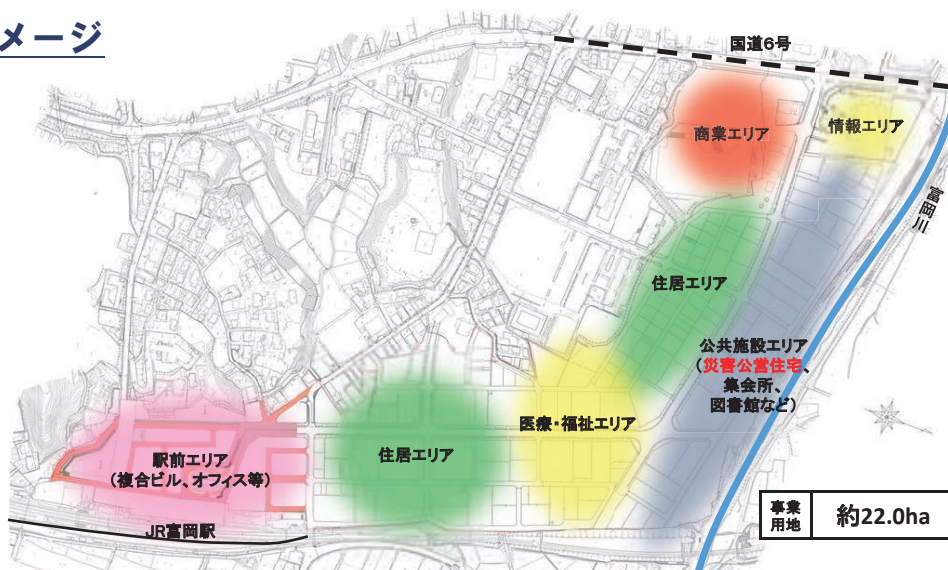 メージ
国道6号
商業エリア
情報エリア
富岡川
住居エリア
公共施設エリア
(災害公営住宅、
集会所、
図書館など)
医療・福祉エリア
住居エリア
駅前エリア
(複合ビル、オフィス等)
JR富岡駅
事業
用地
約22.0ha